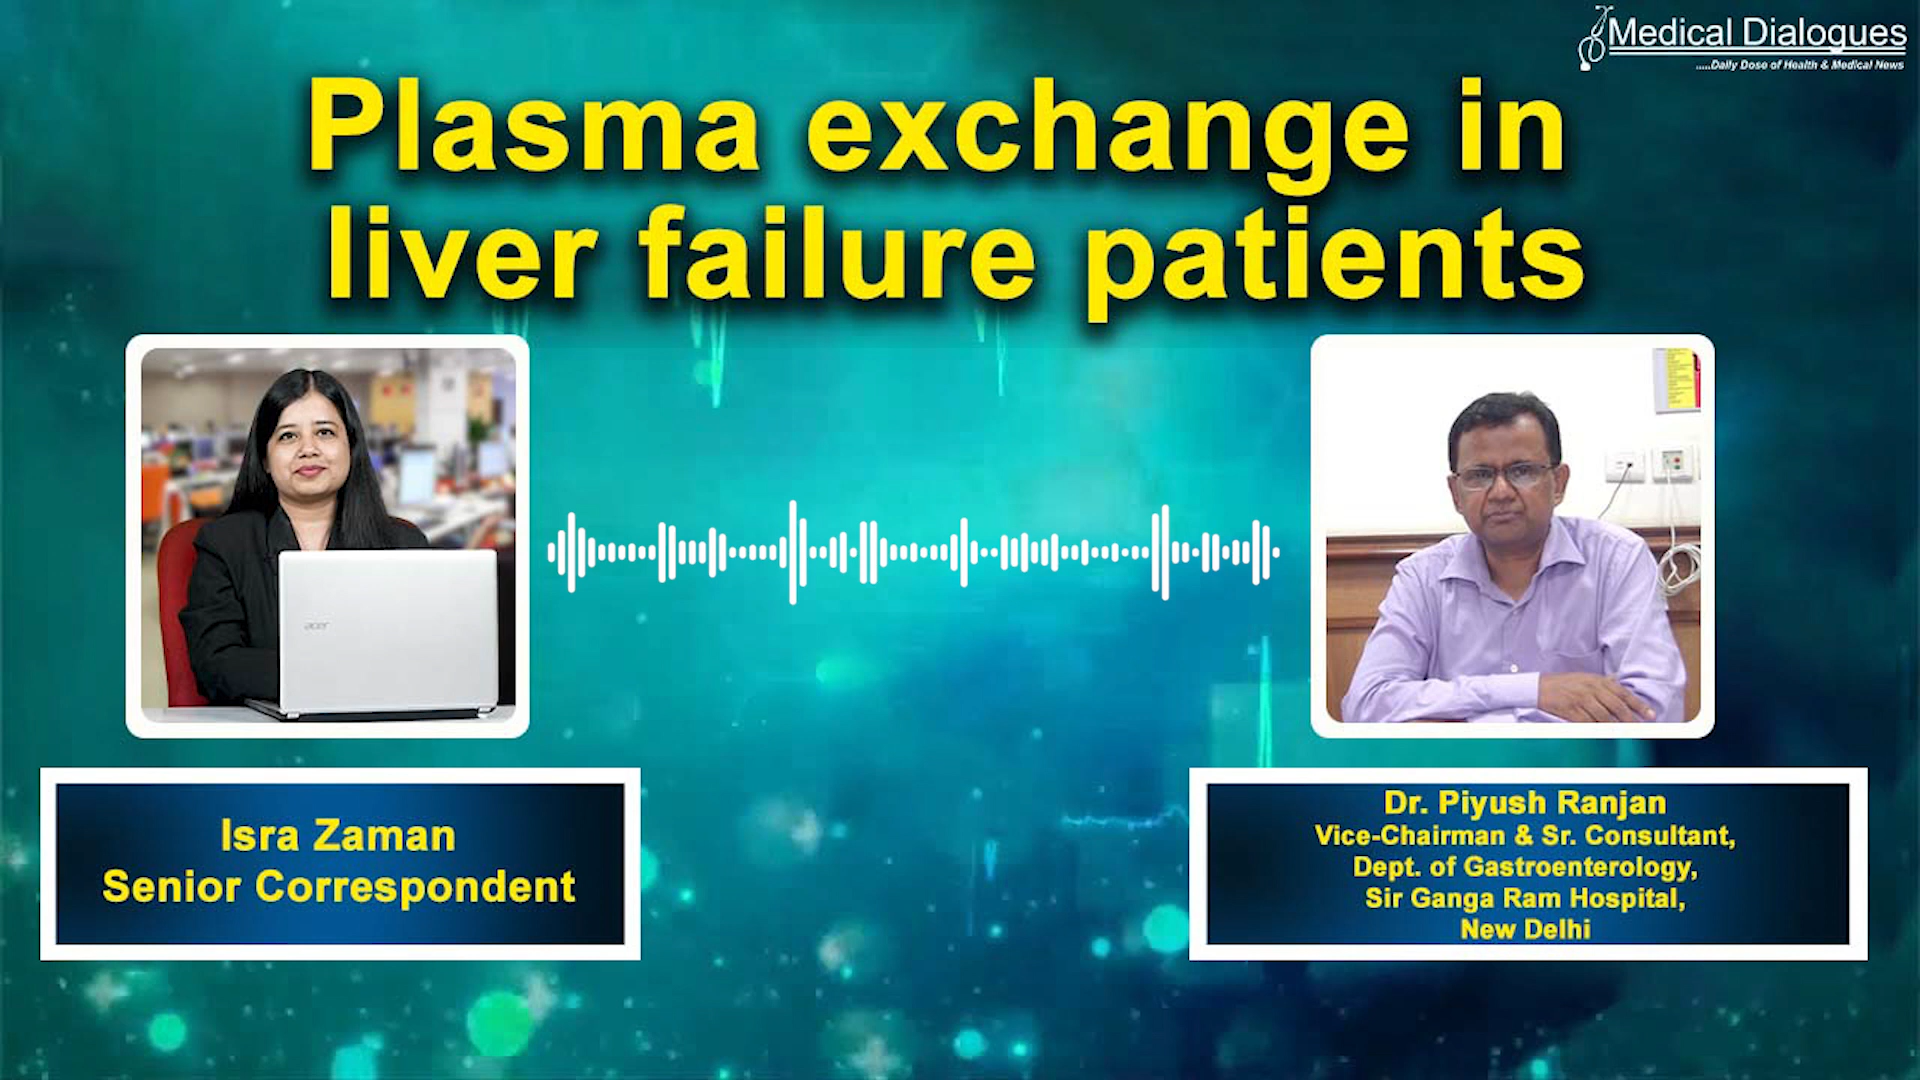 Medical Dialogues
.....Daily Dose of Health & Medical News
Plasma exchange in
liver failure patients
acer
Isra Zaman
Senior Correspondent
Dr. Piyush Ranjan
Vice-Chairman & Sr. Consultant,
Dept. of Gastroenterology,
Sir Ganga Ram Hospital,
New Delhi